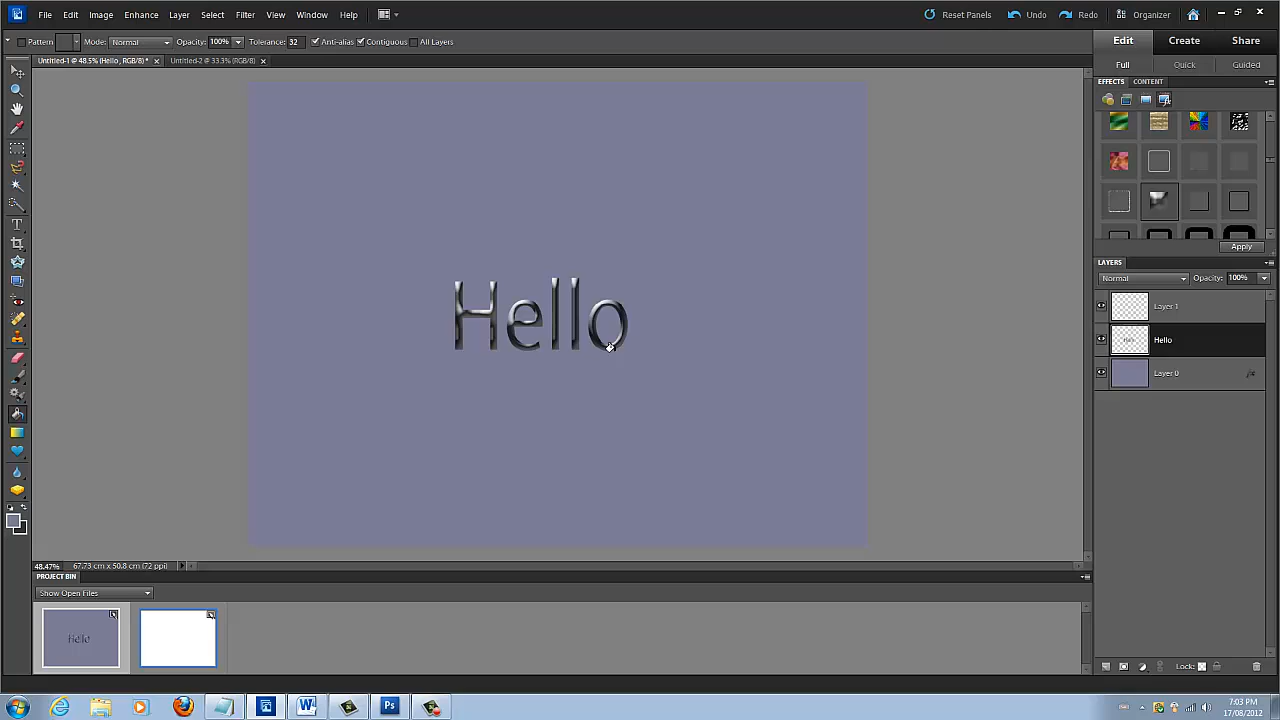 File Edit Image Enhance Layer Select Filter View Window Help Reset Panels Undo Redo Organizer
Pattern Mode: Normal Opacity: 100% Tolerance: 32 Anti-alias Contiguous All Layers
Edit Create Share
Untitled-1 @ 48.5% (Hello , RGB/8) * Untitled-2 @ 33.3% (RGB/8)
Full Quick Guided
EFFECTS CONTENT
Apply
LAYERS
Normal Opacity: 100%
Layer 1
Hello
Hello
Layer 0
48.47% 67.73 cm x 50.8 cm (72 ppi)
PROJECT BIN
Show Open Files
Hello
Lock:
W Ps
7:03 PM
17/08/2012